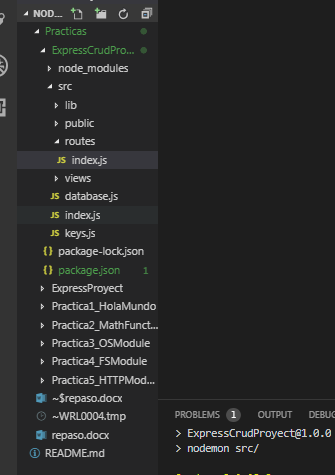 NOD...
Practicas
ExpressCrudPro...
node_modules
src
lib
public
routes
JS index.js
views
JS database.js
JS index.js
JS keys.js
{} package-lock.json
{} package.json 1
ExpressProyect
Practica1_HolaMundo
Practica2_MathFunct...
Practica3_OSModule
Practica4_FSModule
Practica5_HTTPMod...
~$repaso.docx
~WRL0004.tmp
repaso.docx
README.md
PROBLEMS 1 OUTPUT DEBUG
> ExpressCrudProyect@1.0.0
> nodemon src/